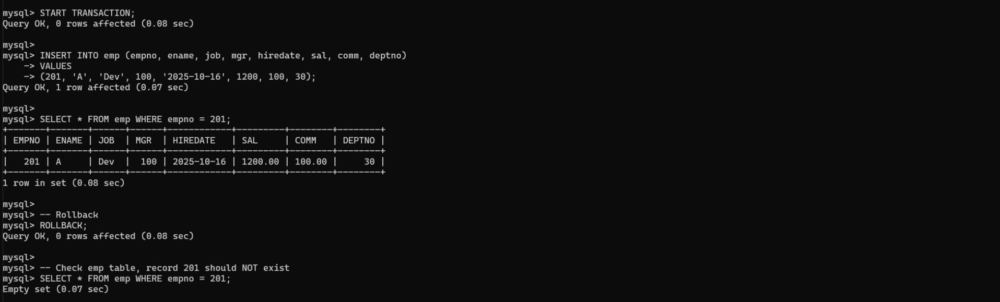 mysql> START TRANSACTION;
Query OK, 0 rows affected (0.08 sec)

mysql>
mysql> INSERT INTO emp (empno, ename, job, mgr, hiredate, sal, comm, deptno)
    -> VALUES
    -> (201, 'A', 'Dev', 100, '2025-10-16', 1200, 100, 30);
Query OK, 1 row affected (0.07 sec)

mysql>
mysql> SELECT * FROM emp WHERE empno = 201;
+-------+-------+------+------+------------+---------+--------+--------+
| EMPNO | ENAME | JOB  | MGR  | HIREDATE   | SAL     | COMM   | DEPTNO |
+-------+-------+------+------+------------+---------+--------+--------+
|   201 | A     | Dev  |  100 | 2025-10-16 | 1200.00 | 100.00 |     30 |
+-------+-------+------+------+------------+---------+--------+--------+
1 row in set (0.08 sec)

mysql>
mysql> -- Rollback
mysql> ROLLBACK;
Query OK, 0 rows affected (0.08 sec)

mysql>
mysql> -- Check emp table, record 201 should NOT exist
mysql> SELECT * FROM emp WHERE empno = 201;
Empty set (0.07 sec)